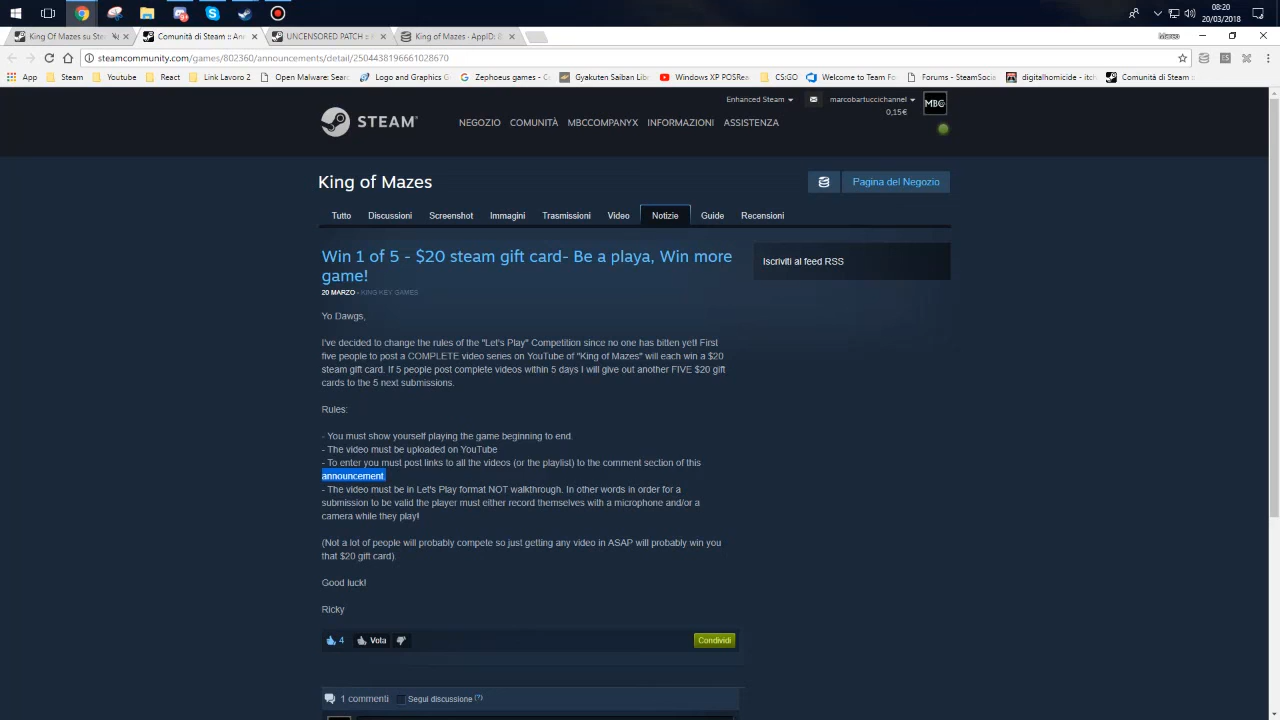 08:20
20/03/2018
King Of Mazes su Ste
Comunità di Steam :: An
UNCENSORED PATCH ::
King of Mazes - AppID: 8
Marco
steamcommunity.com/games/802360/announcements/detail/2504438196661028670
App Steam Youtube React Link Lavoro 2 Open Malware: Searc Logo and Graphic Zephoeus games - G Gyakuten Saiban Lib Windows XP POSRea CS:GO Welcome to Team Fo Forums - SteamSocia digitalhomicide - itch Comunità di Steam ::
Enhanced Steam marcobartuccichannel
0,15€
MBC
STEAM NEGOZIO COMUNITÀ MBCCOMPANYX INFORMAZIONI ASSISTENZA
King of Mazes Pagina del Negozio
Tutto Discussioni Screenshot Immagini Trasmissioni Video Notizie Guide Recensioni
Win 1 of 5 - $20 steam gift card- Be a playa, Win more
game!
20 MARZO - KING KEY GAMES
Iscriviti al feed RSS
Yo Dawgs,
I've decided to change the rules of the "Let's Play" Competition since no one has bitten yet! First
five people to post a COMPLETE video series on YouTube of "King of Mazes" will each win a $20
steam gift card. If 5 people post complete videos within 5 days I will give out another FIVE $20 gift
cards to the 5 next submissions.
Rules:
- You must show yourself playing the game beginning to end.
- The video must be uploaded on YouTube
- To enter you must post links to all the videos (or the playlist) to the comment section of this
announcement.
- The video must be in Let's Play format NOT walkthrough. In other words in order for a
submission to be valid the player must either record themselves with a microphone and/or a
camera while they play!
(Not a lot of people will probably compete so just getting any video in ASAP will probably win you
that $20 gift card).
Good luck!
Ricky
4 Vota Condividi
1 commenti Segui discussione (?)